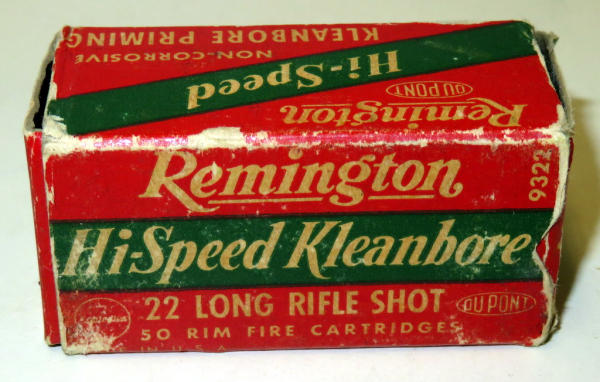 KLEANBORE PRIMING
NON-CORROSIVE
Hi-Speed
DU PONT
Remington
Remington
9322
Hi-Speed Kleanbore
22 LONG RIFLE SHOT
DU PONT
50 RIM FIRE CARTRIDGES
IN U.S.A.